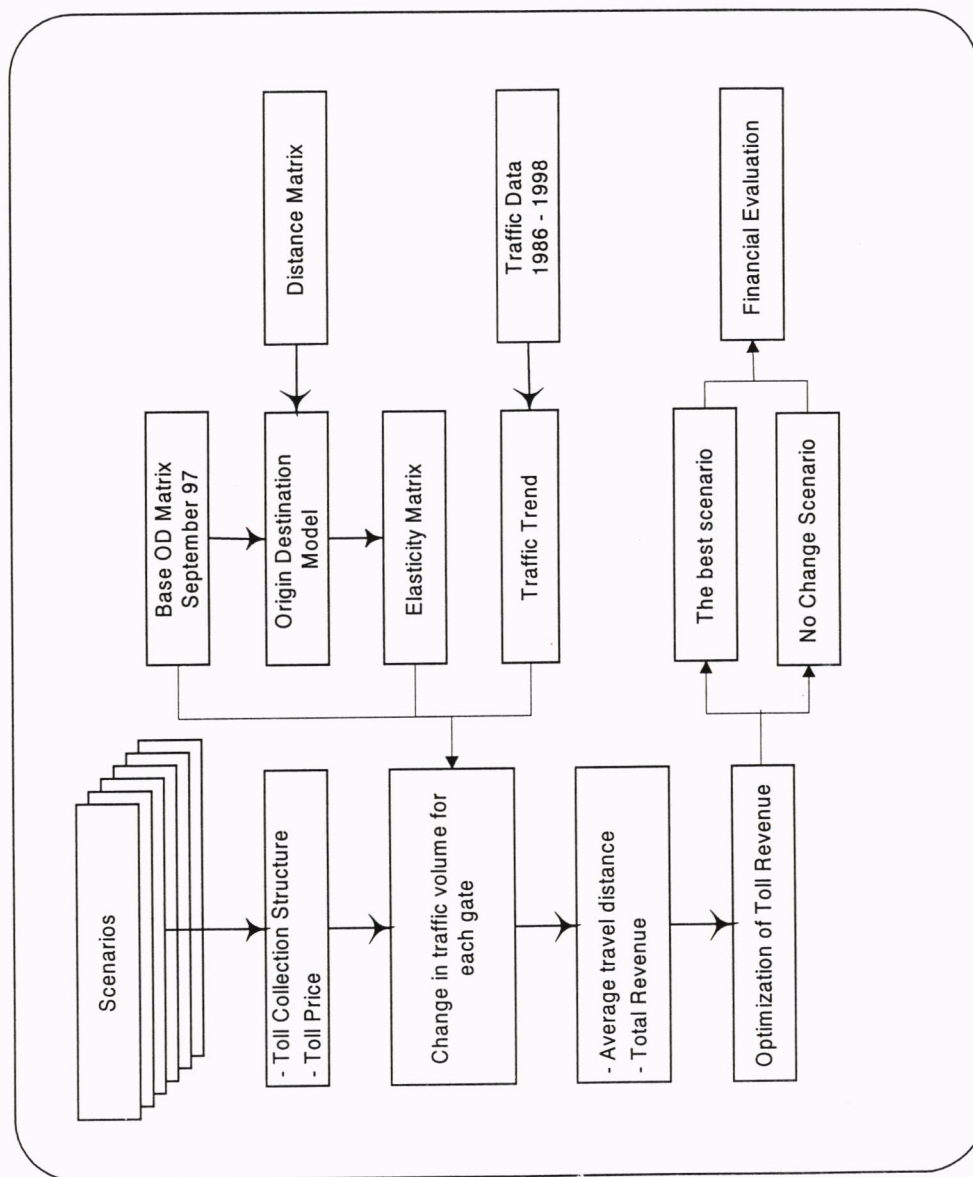 Scenarios
- Toll Collection Structure
- Toll Price
Change in traffic volume for
each gate
- Average travel distance
- Total Revenue
Optimization of Toll Revenue
Base OD Matrix
September 97
Origin Destination
Model
Elasticity Matrix
Traffic Trend
The best scenario
No Change Scenario
Distance Matrix
Traffic Data
1986 - 1998
Financial Evaluation